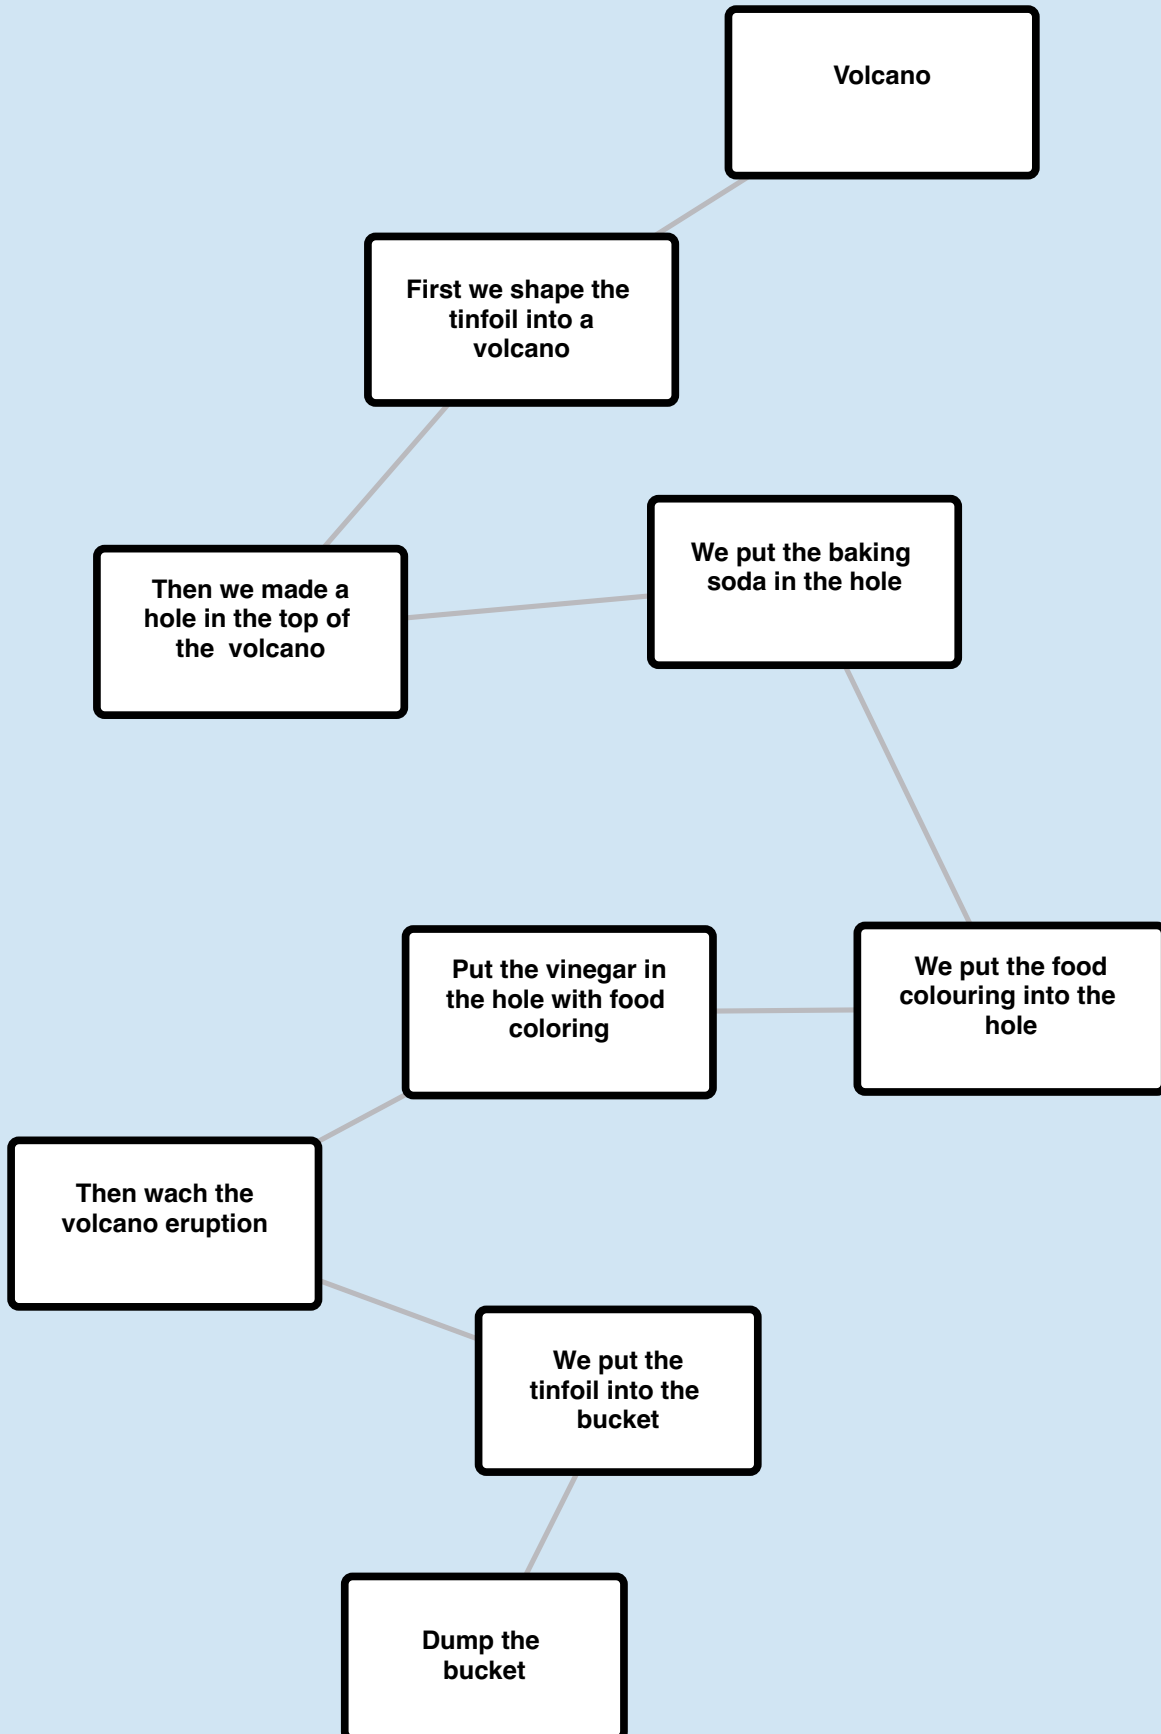 Volcano
First we shape the
tinfoil into a
volcano
Then we made a
hole in the top of
the  volcano
We put the baking
soda in the hole
We put the food
colouring into the
hole
Put the vinegar in
the hole with food
coloring
Then wach the
volcano eruption
We put the
tinfoil into the
bucket
Dump the
bucket